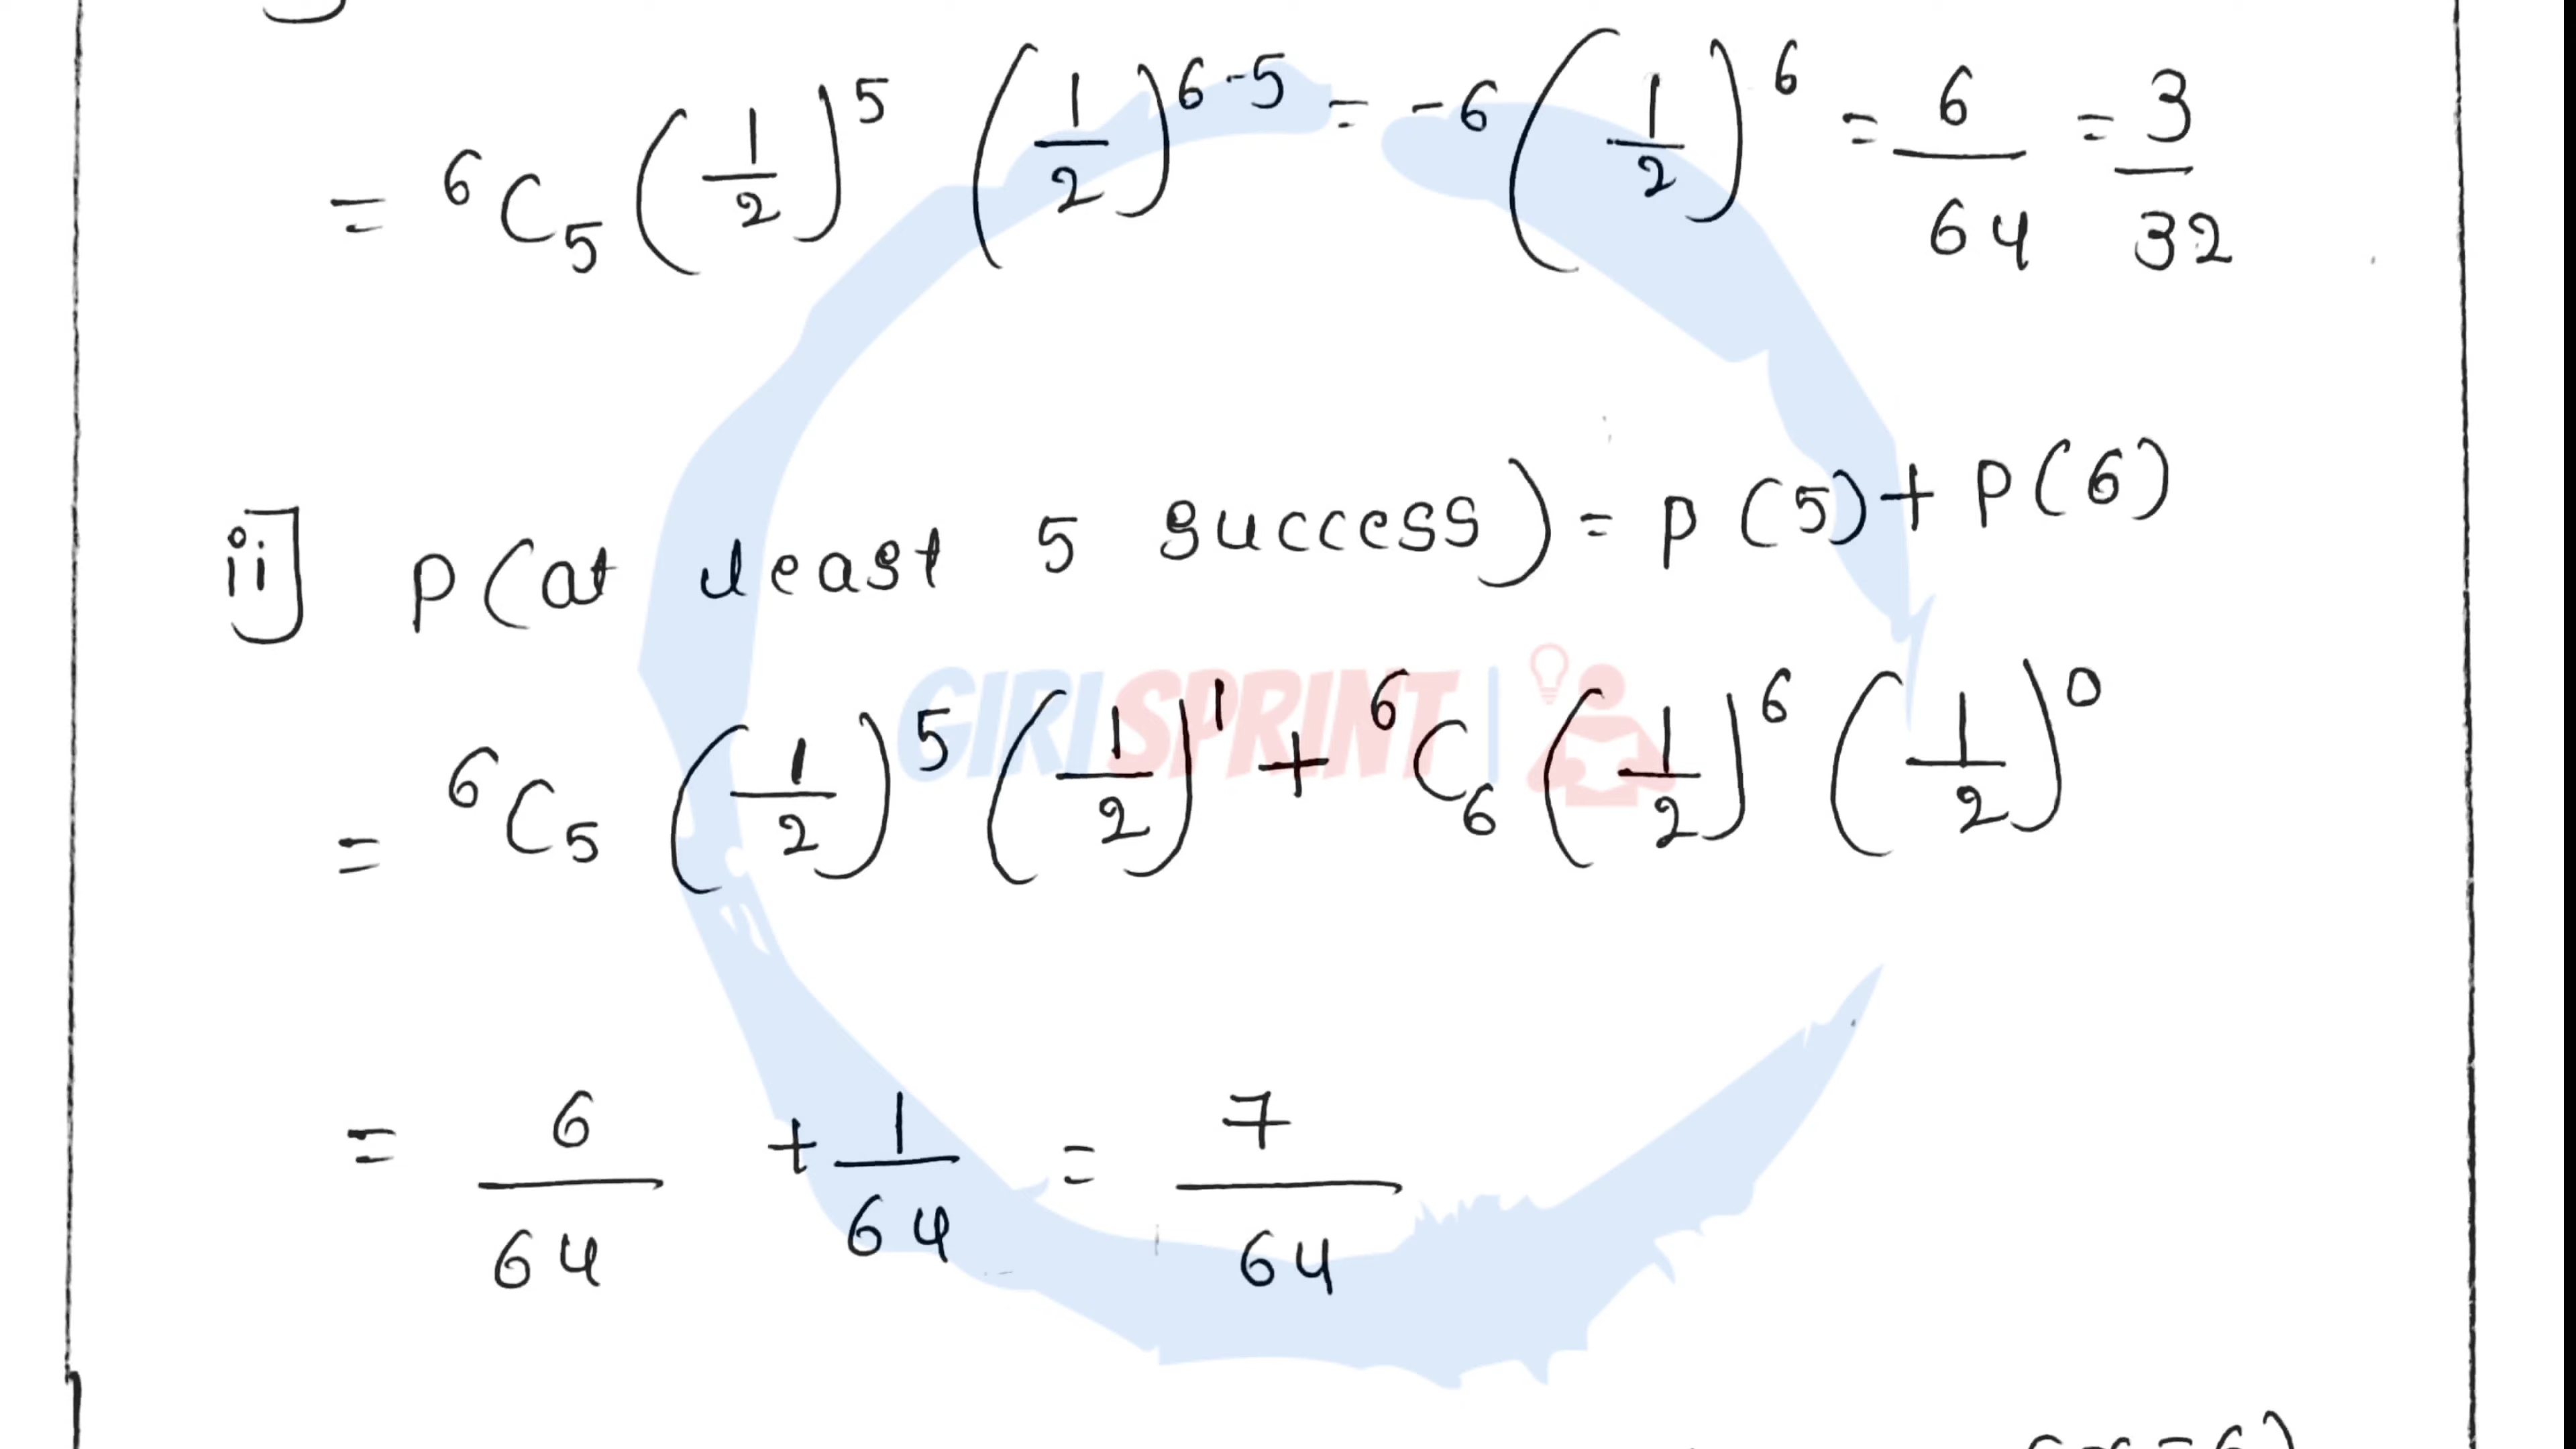 = ⁶C₅ (1/2)⁵ (1/2)⁶⁻⁵ = -6 (1/2)⁶ = 6/64 = 3/32
ii] P(at least 5 success) = P(5) + P(6)
GIRISPRINT
= ⁶C₅ (1/2)⁵ (1/2)¹ + ⁶C₆ (1/2)⁶ (1/2)⁰
= 6/64 + 1/64 = 7/64